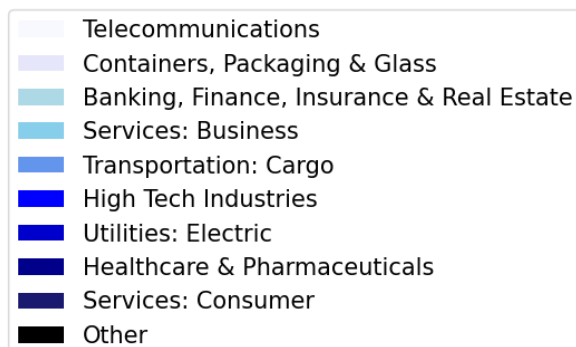 Telecommunications
Containers, Packaging & Glass
Banking, Finance, Insurance & Real Estate
Services: Business
Transportation: Cargo
High Tech Industries
Utilities: Electric
Healthcare & Pharmaceuticals
Services: Consumer
Other